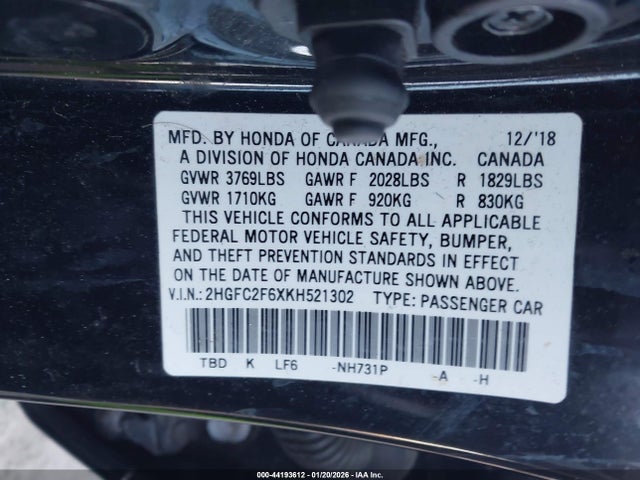 MFD. BY HONDA OF CANADA MFG., 12/'18
A DIVISION OF HONDA CANADA INC. CANADA
GVWR 3769LBS GAWR F 2028LBS R 1829LBS
GVWR 1710KG GAWR F 920KG R 830KG
THIS VEHICLE CONFORMS TO ALL APPLICABLE
FEDERAL MOTOR VEHICLE SAFETY, BUMPER,
AND THEFT PREVENTION STANDARDS IN EFFECT
ON THE DATE OF MANUFACTURE SHOWN ABOVE.
V.I.N.: 2HGFC2F6XKH521302 TYPE: PASSENGER CAR
TBD K LF6 -NH731P -A -H
000-44193612 | 01/20/2026 - IAA Inc.